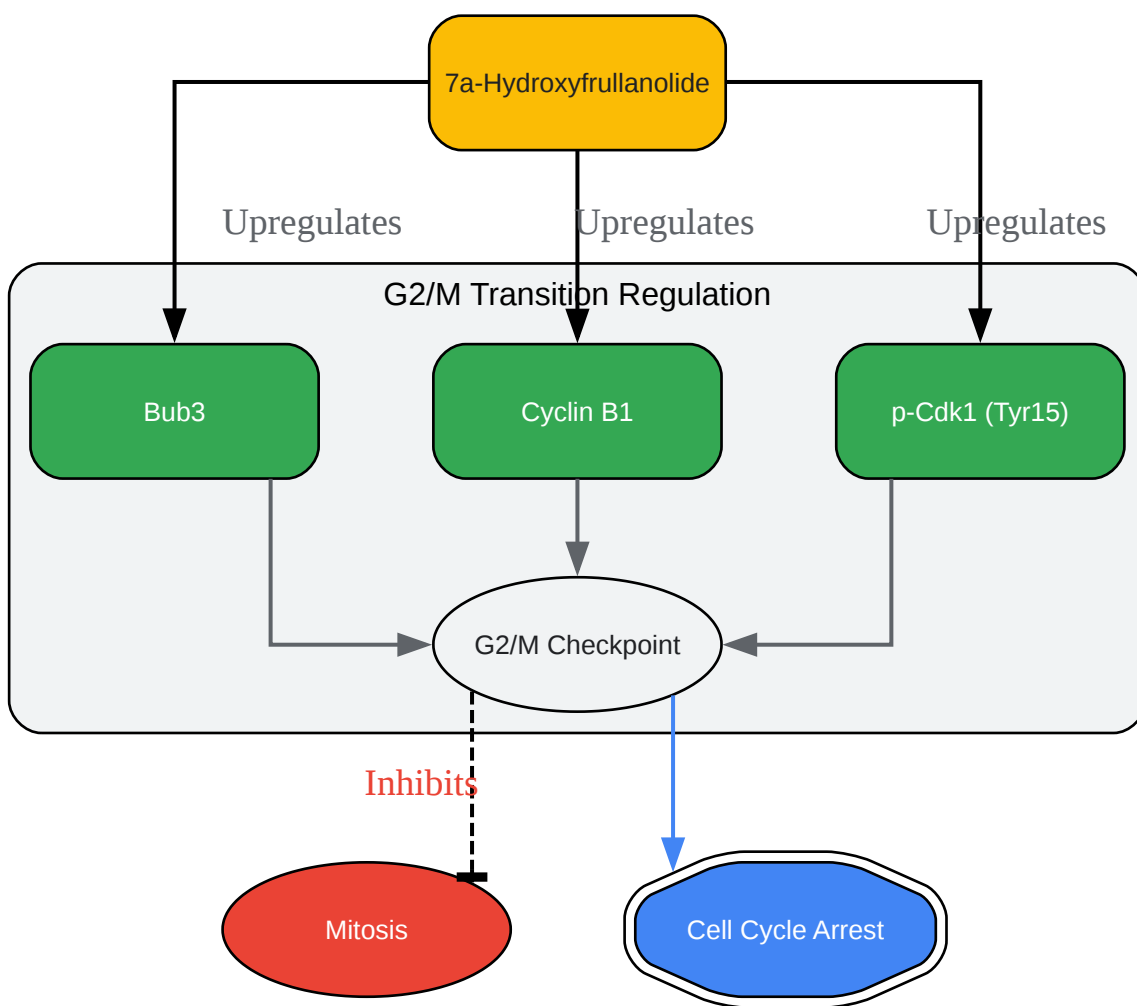 7a-Hydroxyfrullanolide
Upregulates
Upregulates
Upregulates
G2/M Transition Regulation
Bub3
Cyclin B1
p-Cdk1 (Tyr15)
G2/M Checkpoint
Inhibits
Mitosis
Cell Cycle Arrest